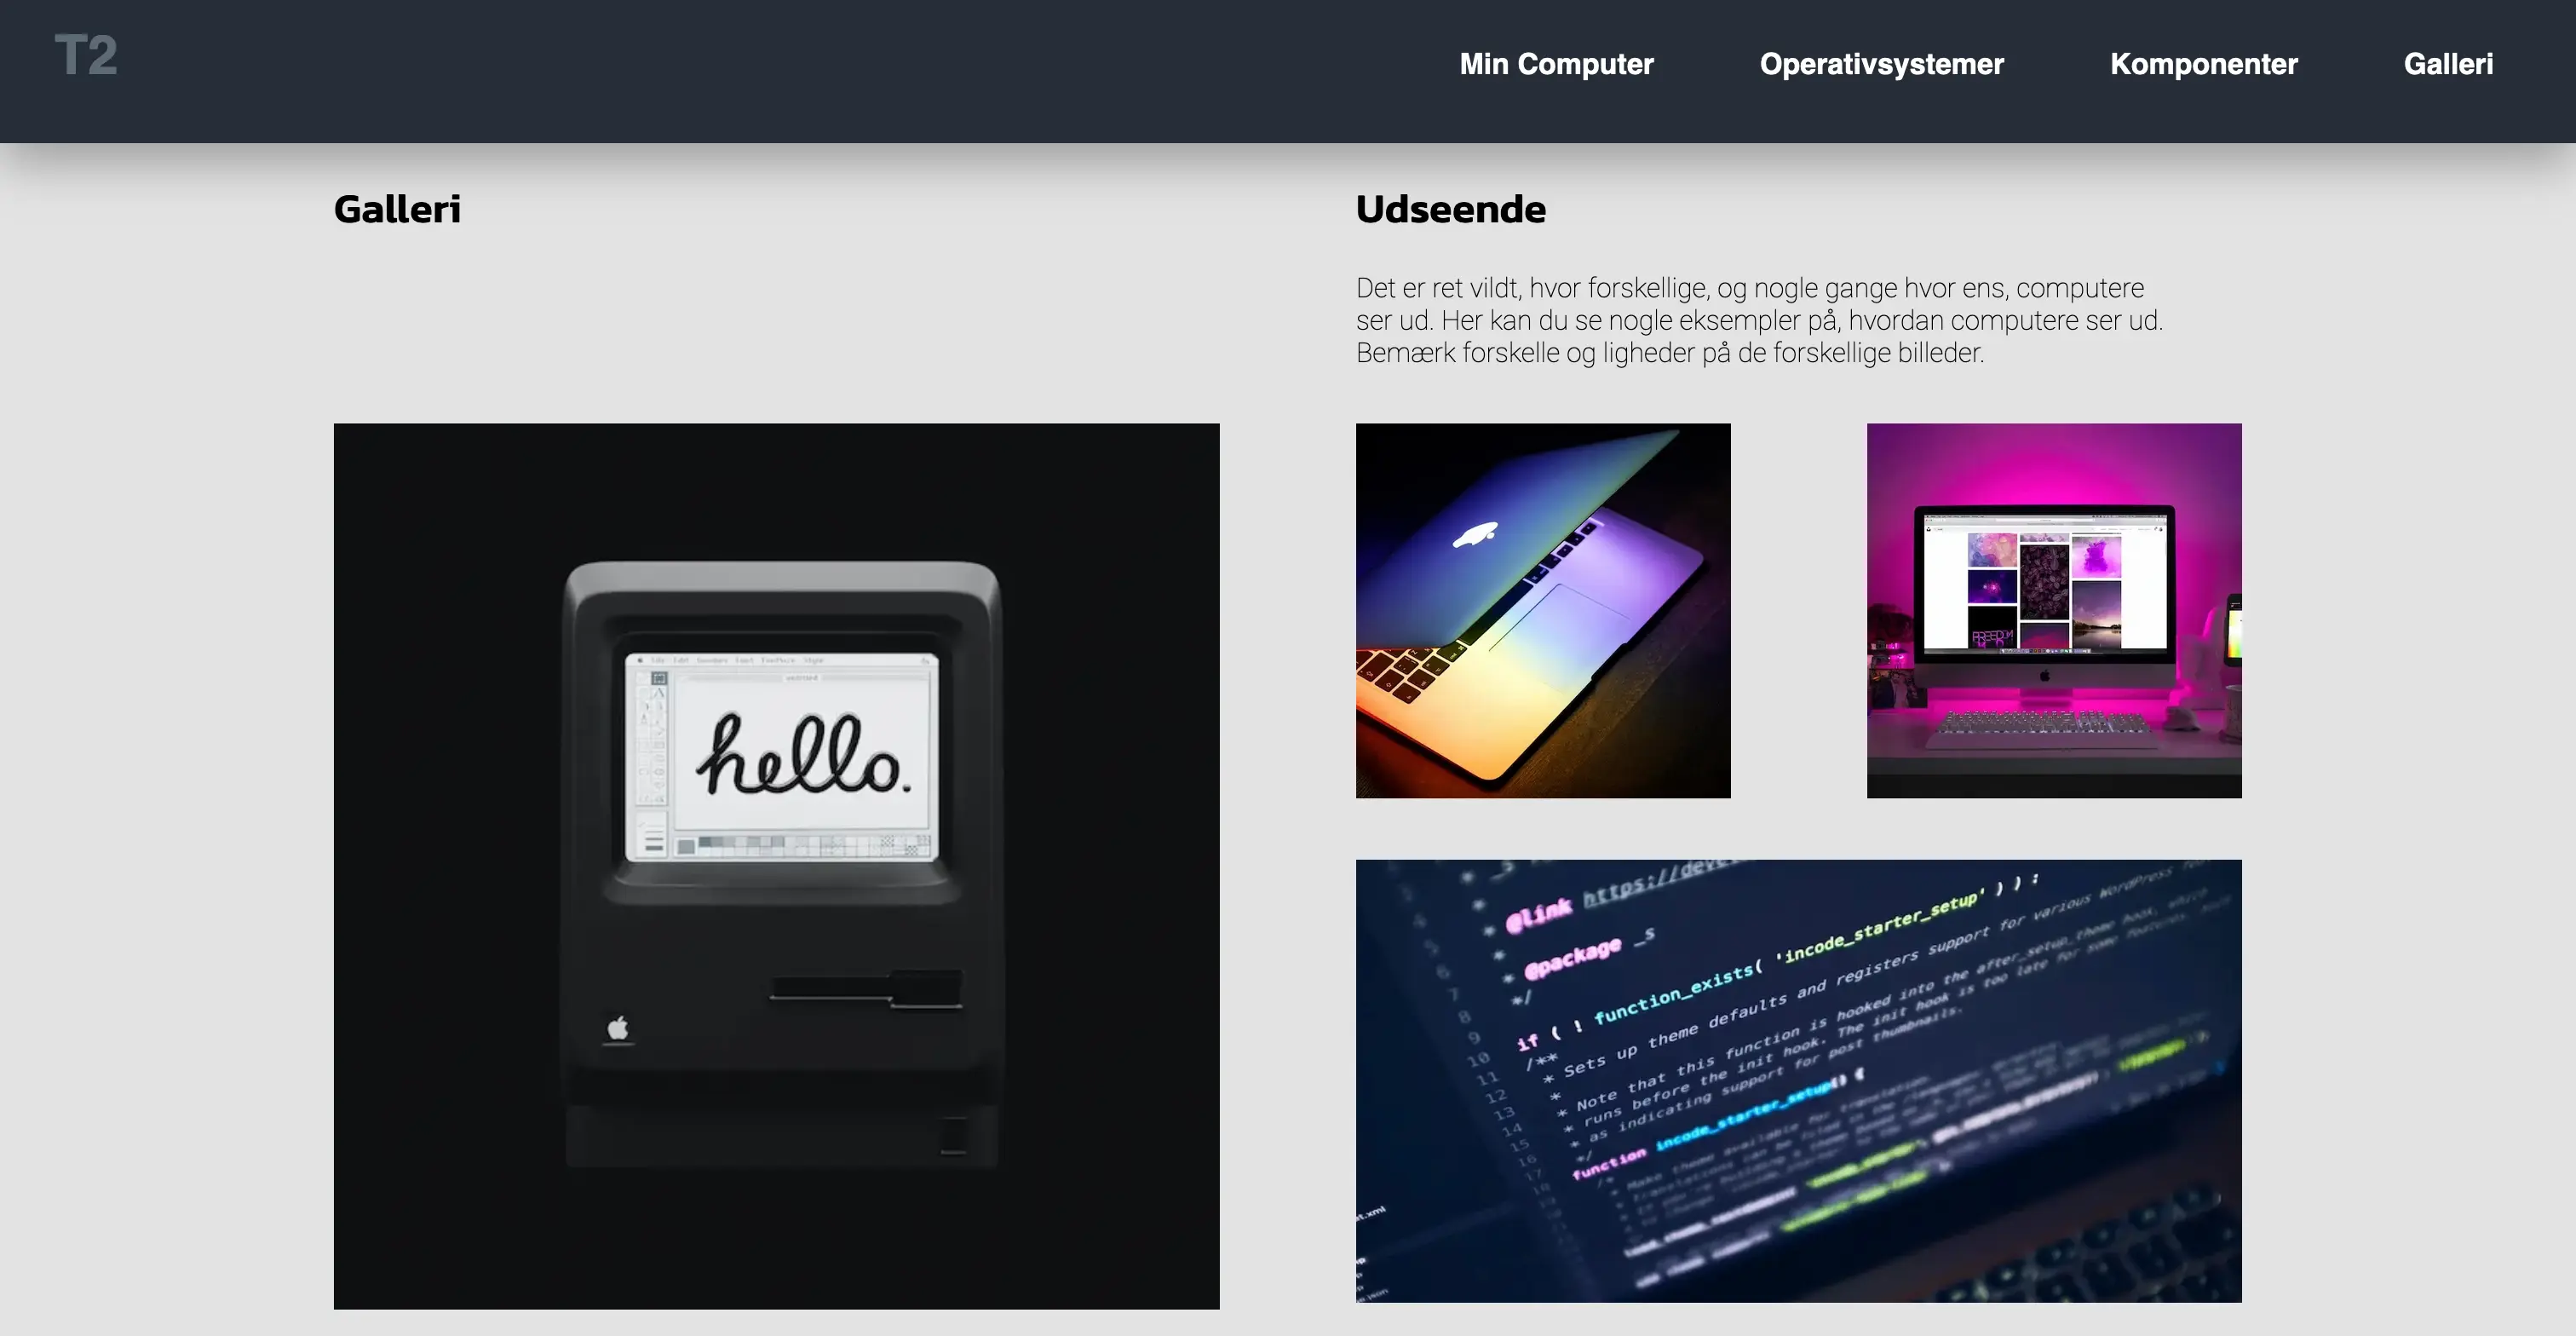 T2
Min Computer
Operativsystemer
Komponenter
Galleri
Galleri
Udseende
Det er ret vildt, hvor forskellige, og nogle gange hvor ens, computere
ser ud. Her kan du se nogle eksempler på, hvordan computere ser ud.
Bemærk forskelle og ligheder på de forskellige billeder.
hello.
FREEDOM
* @link https://deve
* @package _s
*/
if ( ! function_exists( 'incode_starter_setup' ) ) :
/**
* Sets up theme defaults and registers support for various WordPress
*
* Note that this function is hooked into the after_setup_theme hook, which
* runs before the init hook. The init hook is too late for some features,
* as indicating support for post thumbnails.
*/
function incode_starter_setup() {